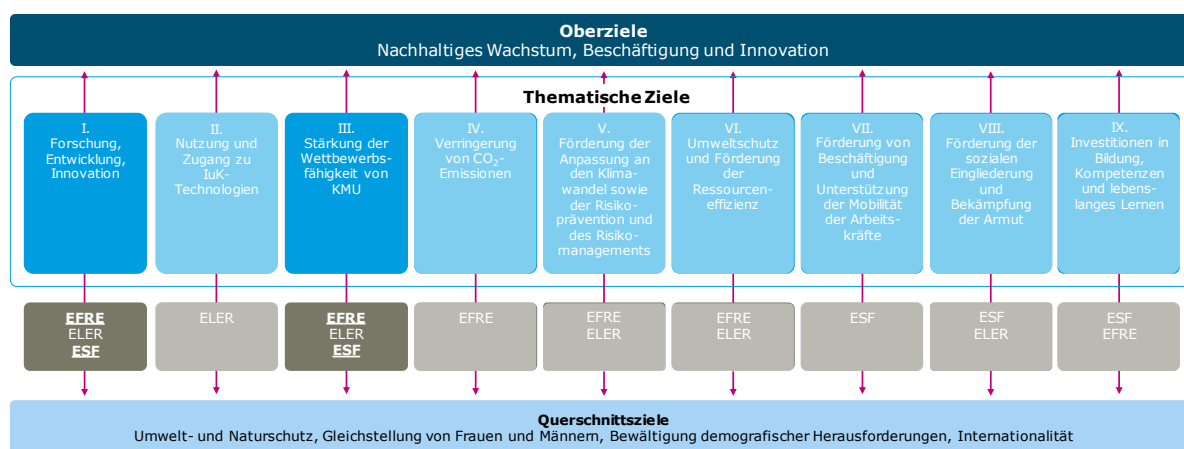 Oberziele
Nachhaltiges Wachstum, Beschäftigung und Innovation
Thematische Ziele
I.
Forschung,
Entwicklung,
Innovation
II.
Nutzung und
Zugang zu
IuK-
Technologien
III.
Stärkung der
Wettbewerbs-
fähigkeit von
KMU
IV.
Verringerung
von CO₂-
Emissionen
V.
Förderung der
Anpassung an
den Klima-
wandel sowie
der Risiko-
prävention und
des Risiko-
managements
VI.
Umweltschutz
und Förderung
der
Ressourcen-
effizienz
VII.
Förderung von
Beschäftigung
und
Unterstützung
der Mobilität
der Arbeits-
kräfte
VIII.
Förderung der
sozialen
Eingliederung
und
Bekämpfung
der Armut
IX.
Investitionen in
Bildung,
Kompetenzen
und lebens-
langes Lernen
EFRE
ELER
ESF
ELER
EFRE
ELER
ESF
EFRE
EFRE
ELER
EFRE
ELER
ESF
ESF
ELER
ESF
EFRE
Querschnittsziele
Umwelt- und Naturschutz, Gleichstellung von Frauen und Männern, Bewältigung demografischer Herausforderungen, Internationalität